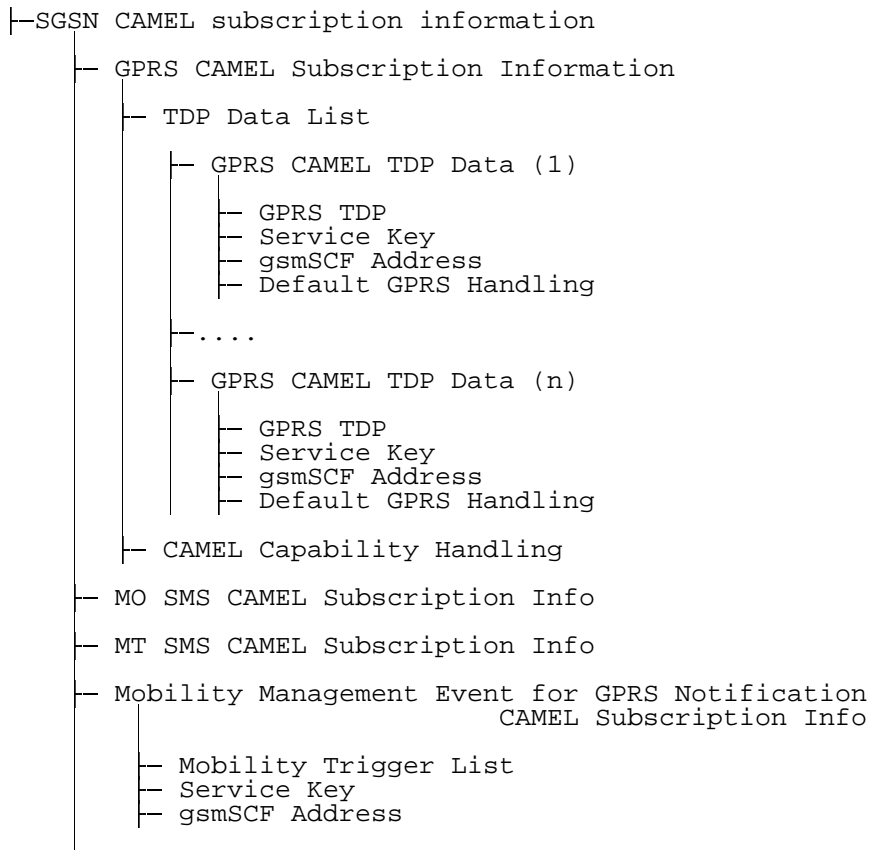 SGSN CAMEL subscription information
GPRS CAMEL Subscription Information
TDP Data List
GPRS CAMEL TDP Data (1)
GPRS TDP
Service Key
gsmSCF Address
Default GPRS Handling
....
GPRS CAMEL TDP Data (n)
GPRS TDP
Service Key
gsmSCF Address
Default GPRS Handling
CAMEL Capability Handling
MO SMS CAMEL Subscription Info
MT SMS CAMEL Subscription Info
Mobility Management Event for GPRS Notification
CAMEL Subscription Info
Mobility Trigger List
Service Key
gsmSCF Address